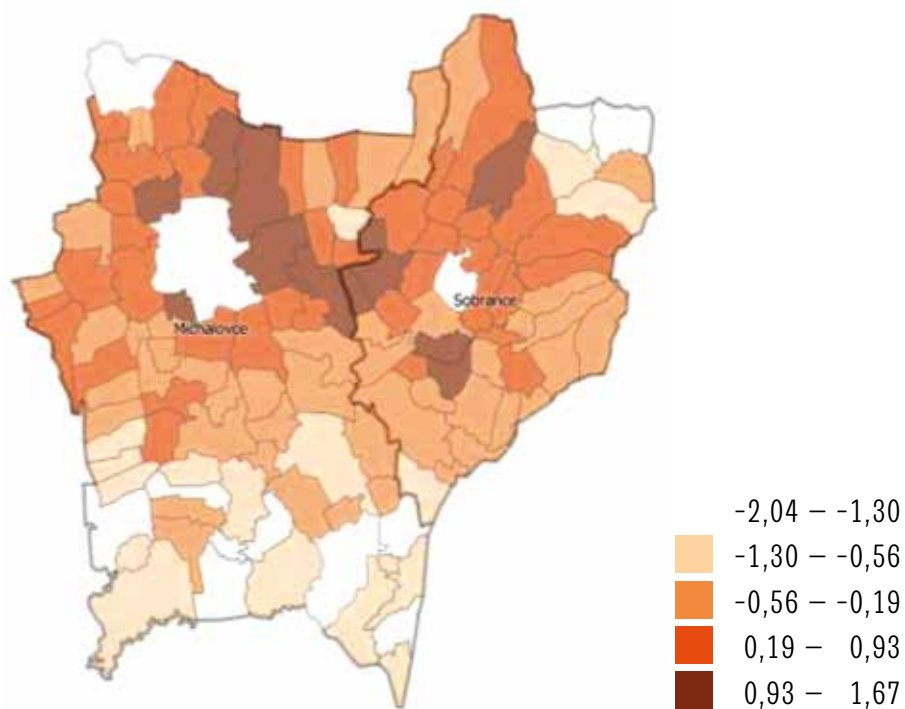 Sobrance
Michalovce
-2,04 – -1,30
-1,30 – -0,56
-0,56 – -0,19
0,19 – 0,93
0,93 – 1,67